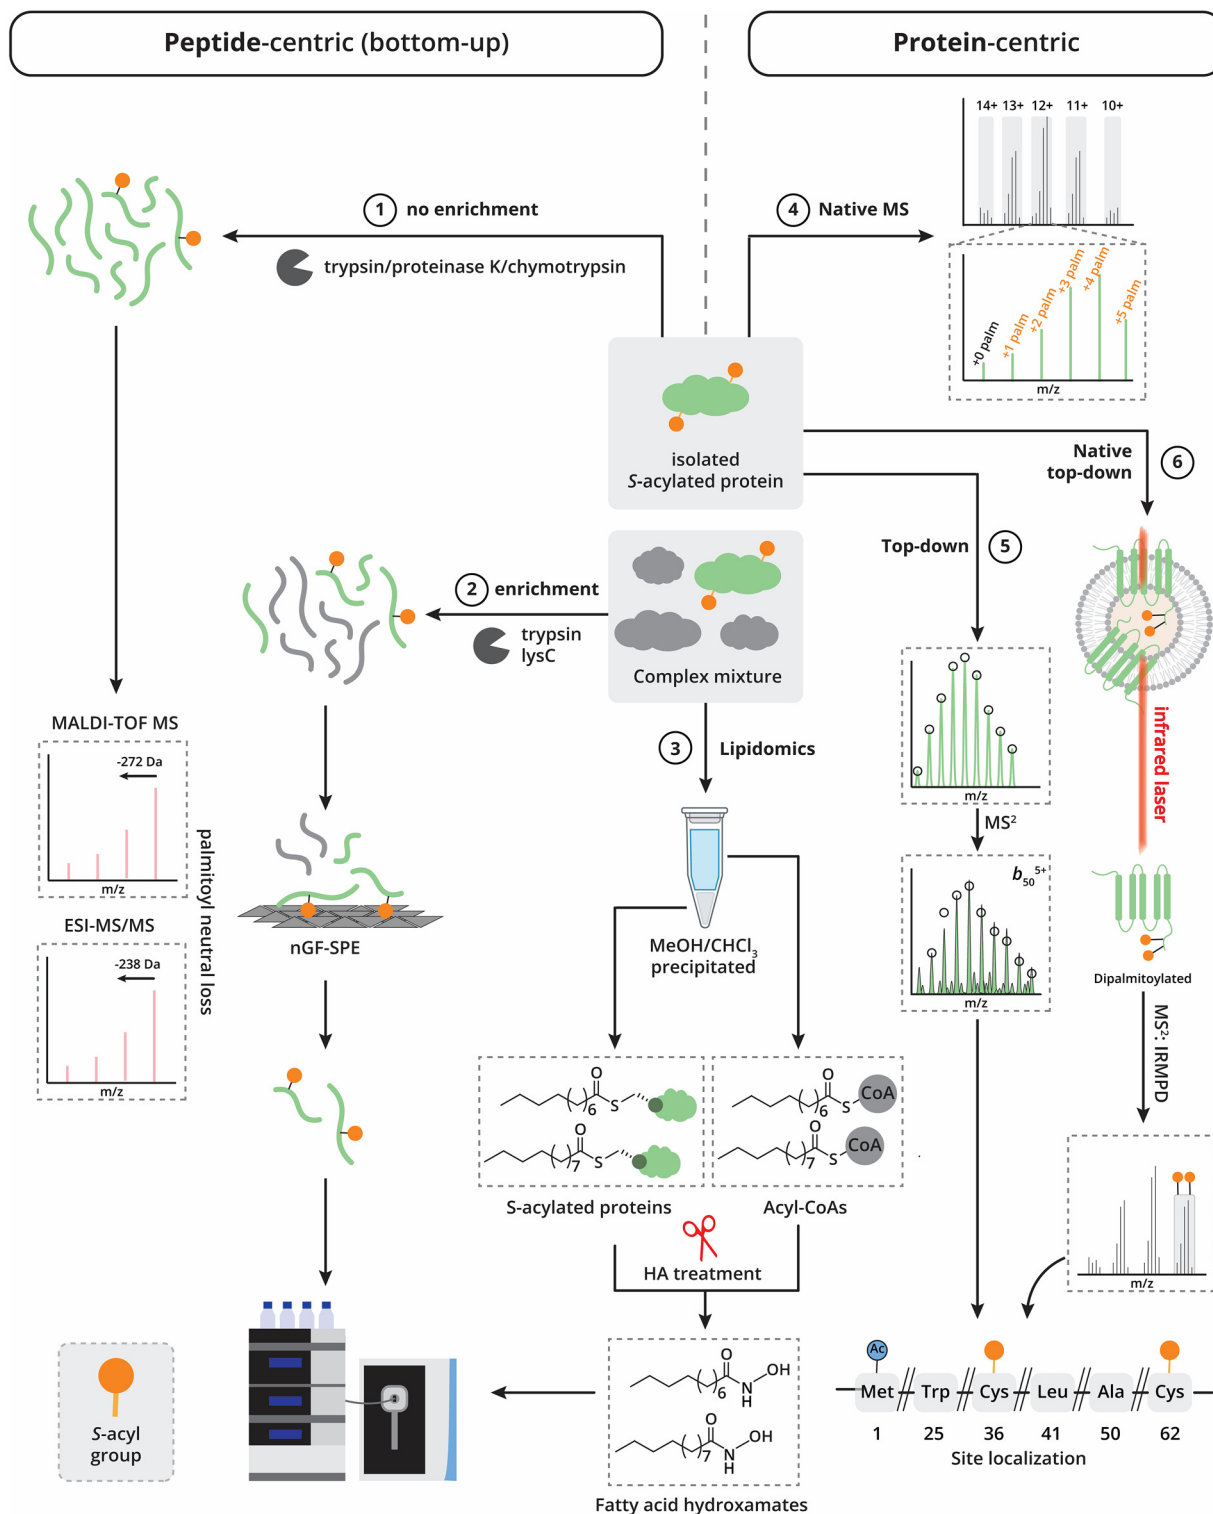 Peptide-centric (bottom-up)
Protein-centric
1 no enrichment
trypsin/proteinase K/chymotrypsin
4 Native MS
14+ 13+ 12+ 11+ 10+
+0 palm
+1 palm
+2 palm
+3 palm
+4 palm
+5 palm
m/z
isolated
S-acylated protein
Native
top-down
6
Top-down 5
2 enrichment
trypsin
lysC
Complex mixture
3 Lipidomics
MALDI-TOF MS
-272 Da
m/z
ESI-MS/MS
-238 Da
m/z
palmitoyl neutral loss
nGF-SPE
MeOH/CHCl3
precipitated
m/z
MS2
b50 5+
m/z
infrared laser
Dipalmitoylated
MS2: IRMPD
m/z
O
S
6
O
S
7
S-acylated proteins
O
S
CoA
6
O
S
CoA
7
Acyl-CoAs
HA treatment
O
OH
N
H
6
O
OH
N
H
7
Fatty acid hydroxamates
S-acyl
group
Ac
Met Trp Cys Leu Ala Cys
1 25 36 41 50 62
Site localization